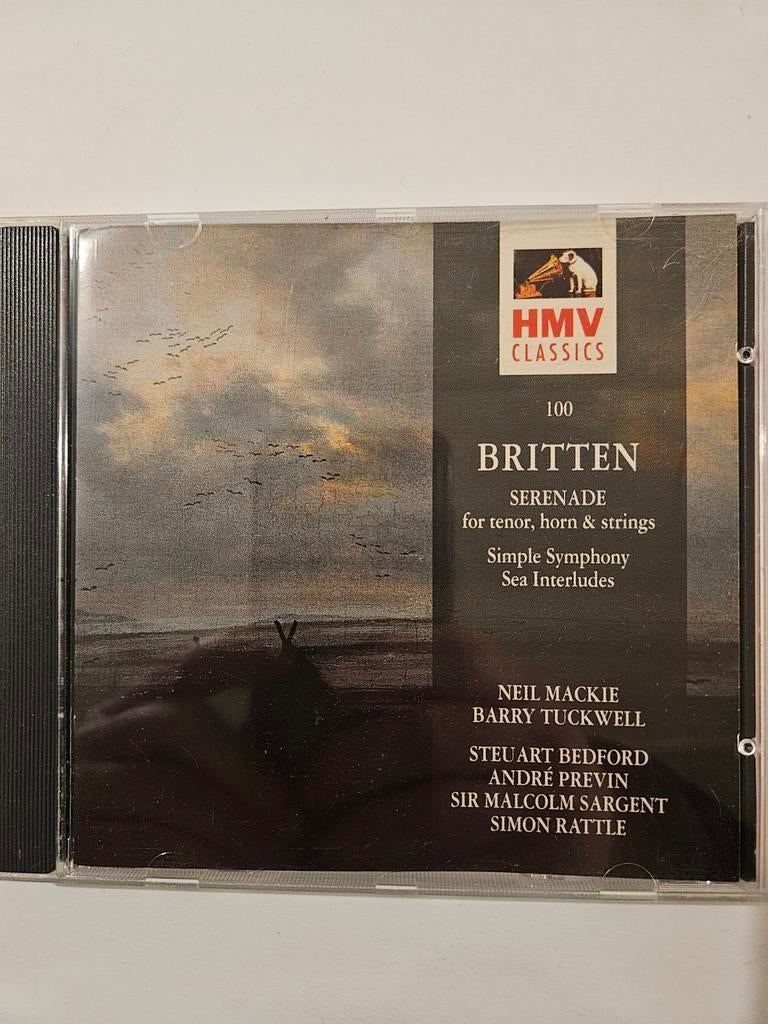 HMV
CLASSICS
100
BRITTEN
SERENADE
for tenor, horn & strings
Simple Symphony
Sea Interludes
NEIL MACKIE
BARRY TUCKWELL
STEUART BEDFORD
ANDRÉ PREVIN
SIR MALCOLM SARGENT
SIMON RATTLE